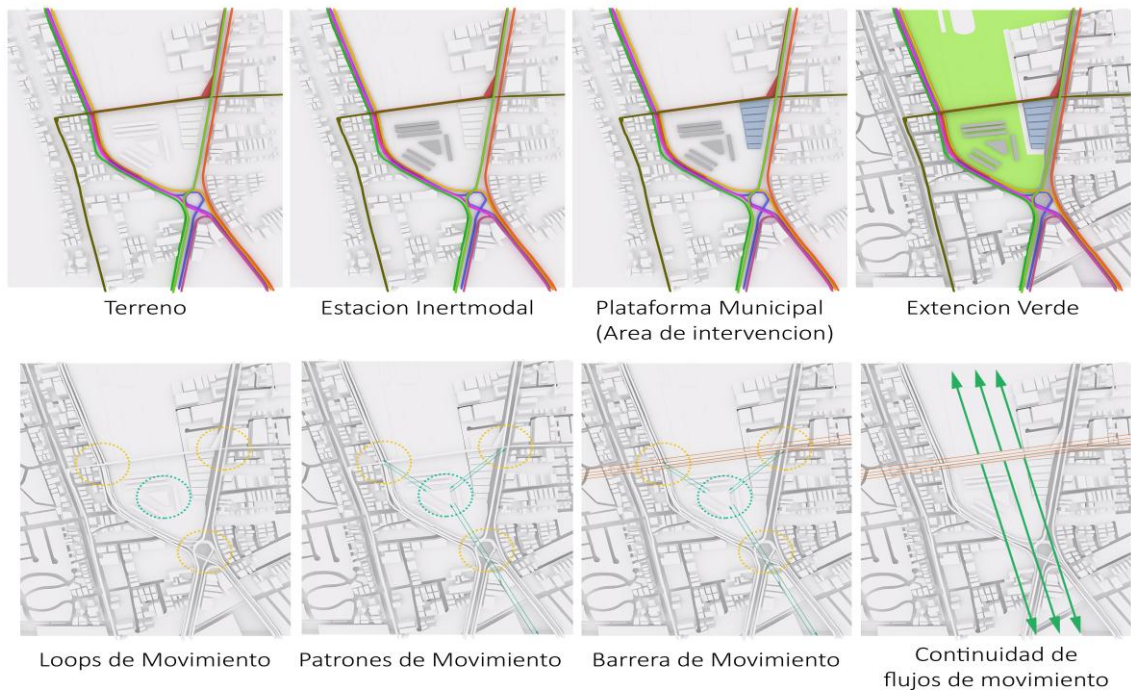 Terreno
Estacion Inertmodal
Plataforma Municipal
(Area de intervencion)
Extencion Verde
Loops de Movimiento
Patrones de Movimiento
Barrera de Movimiento
Continuidad de
flujos de movimiento